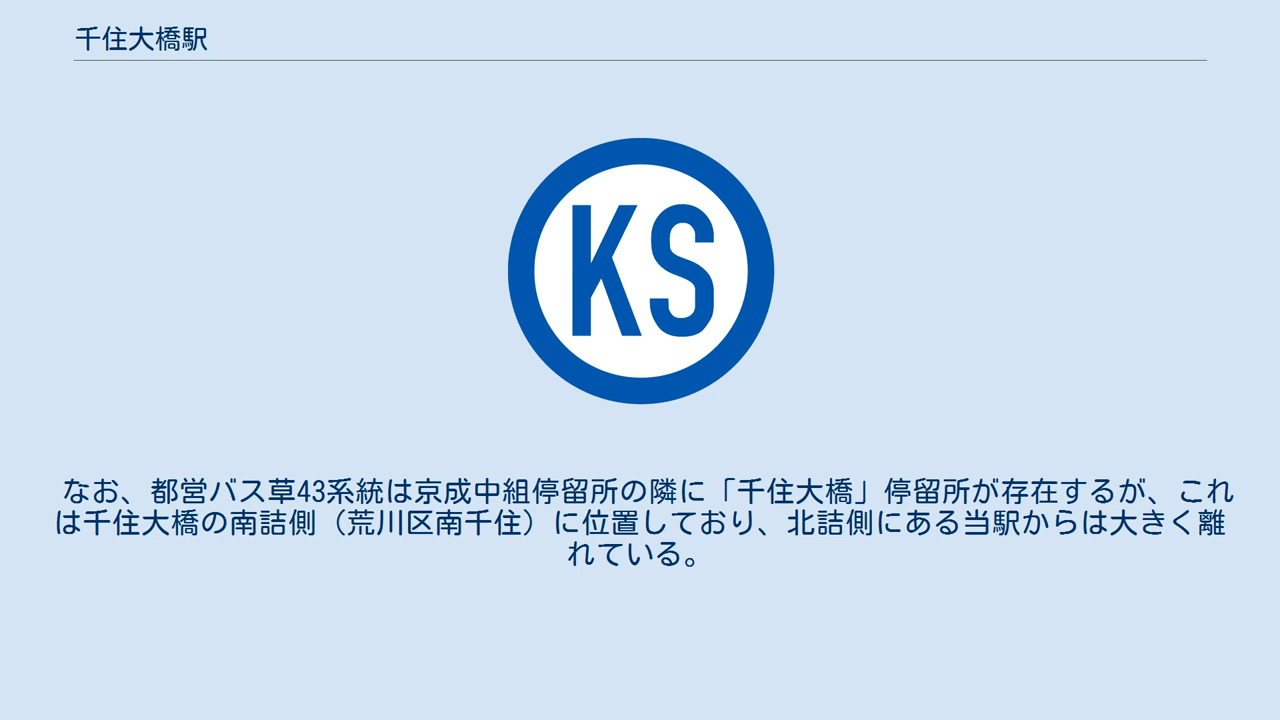 千住大橋駅
KS
なお、都営バス草43系統は京成中組停留所の隣に「千住大橋」停留所が存在するが、これ
は千住大橋の南詰側（荒川区南千住）に位置しており、北詰側にある当駅からは大きく離
れている。